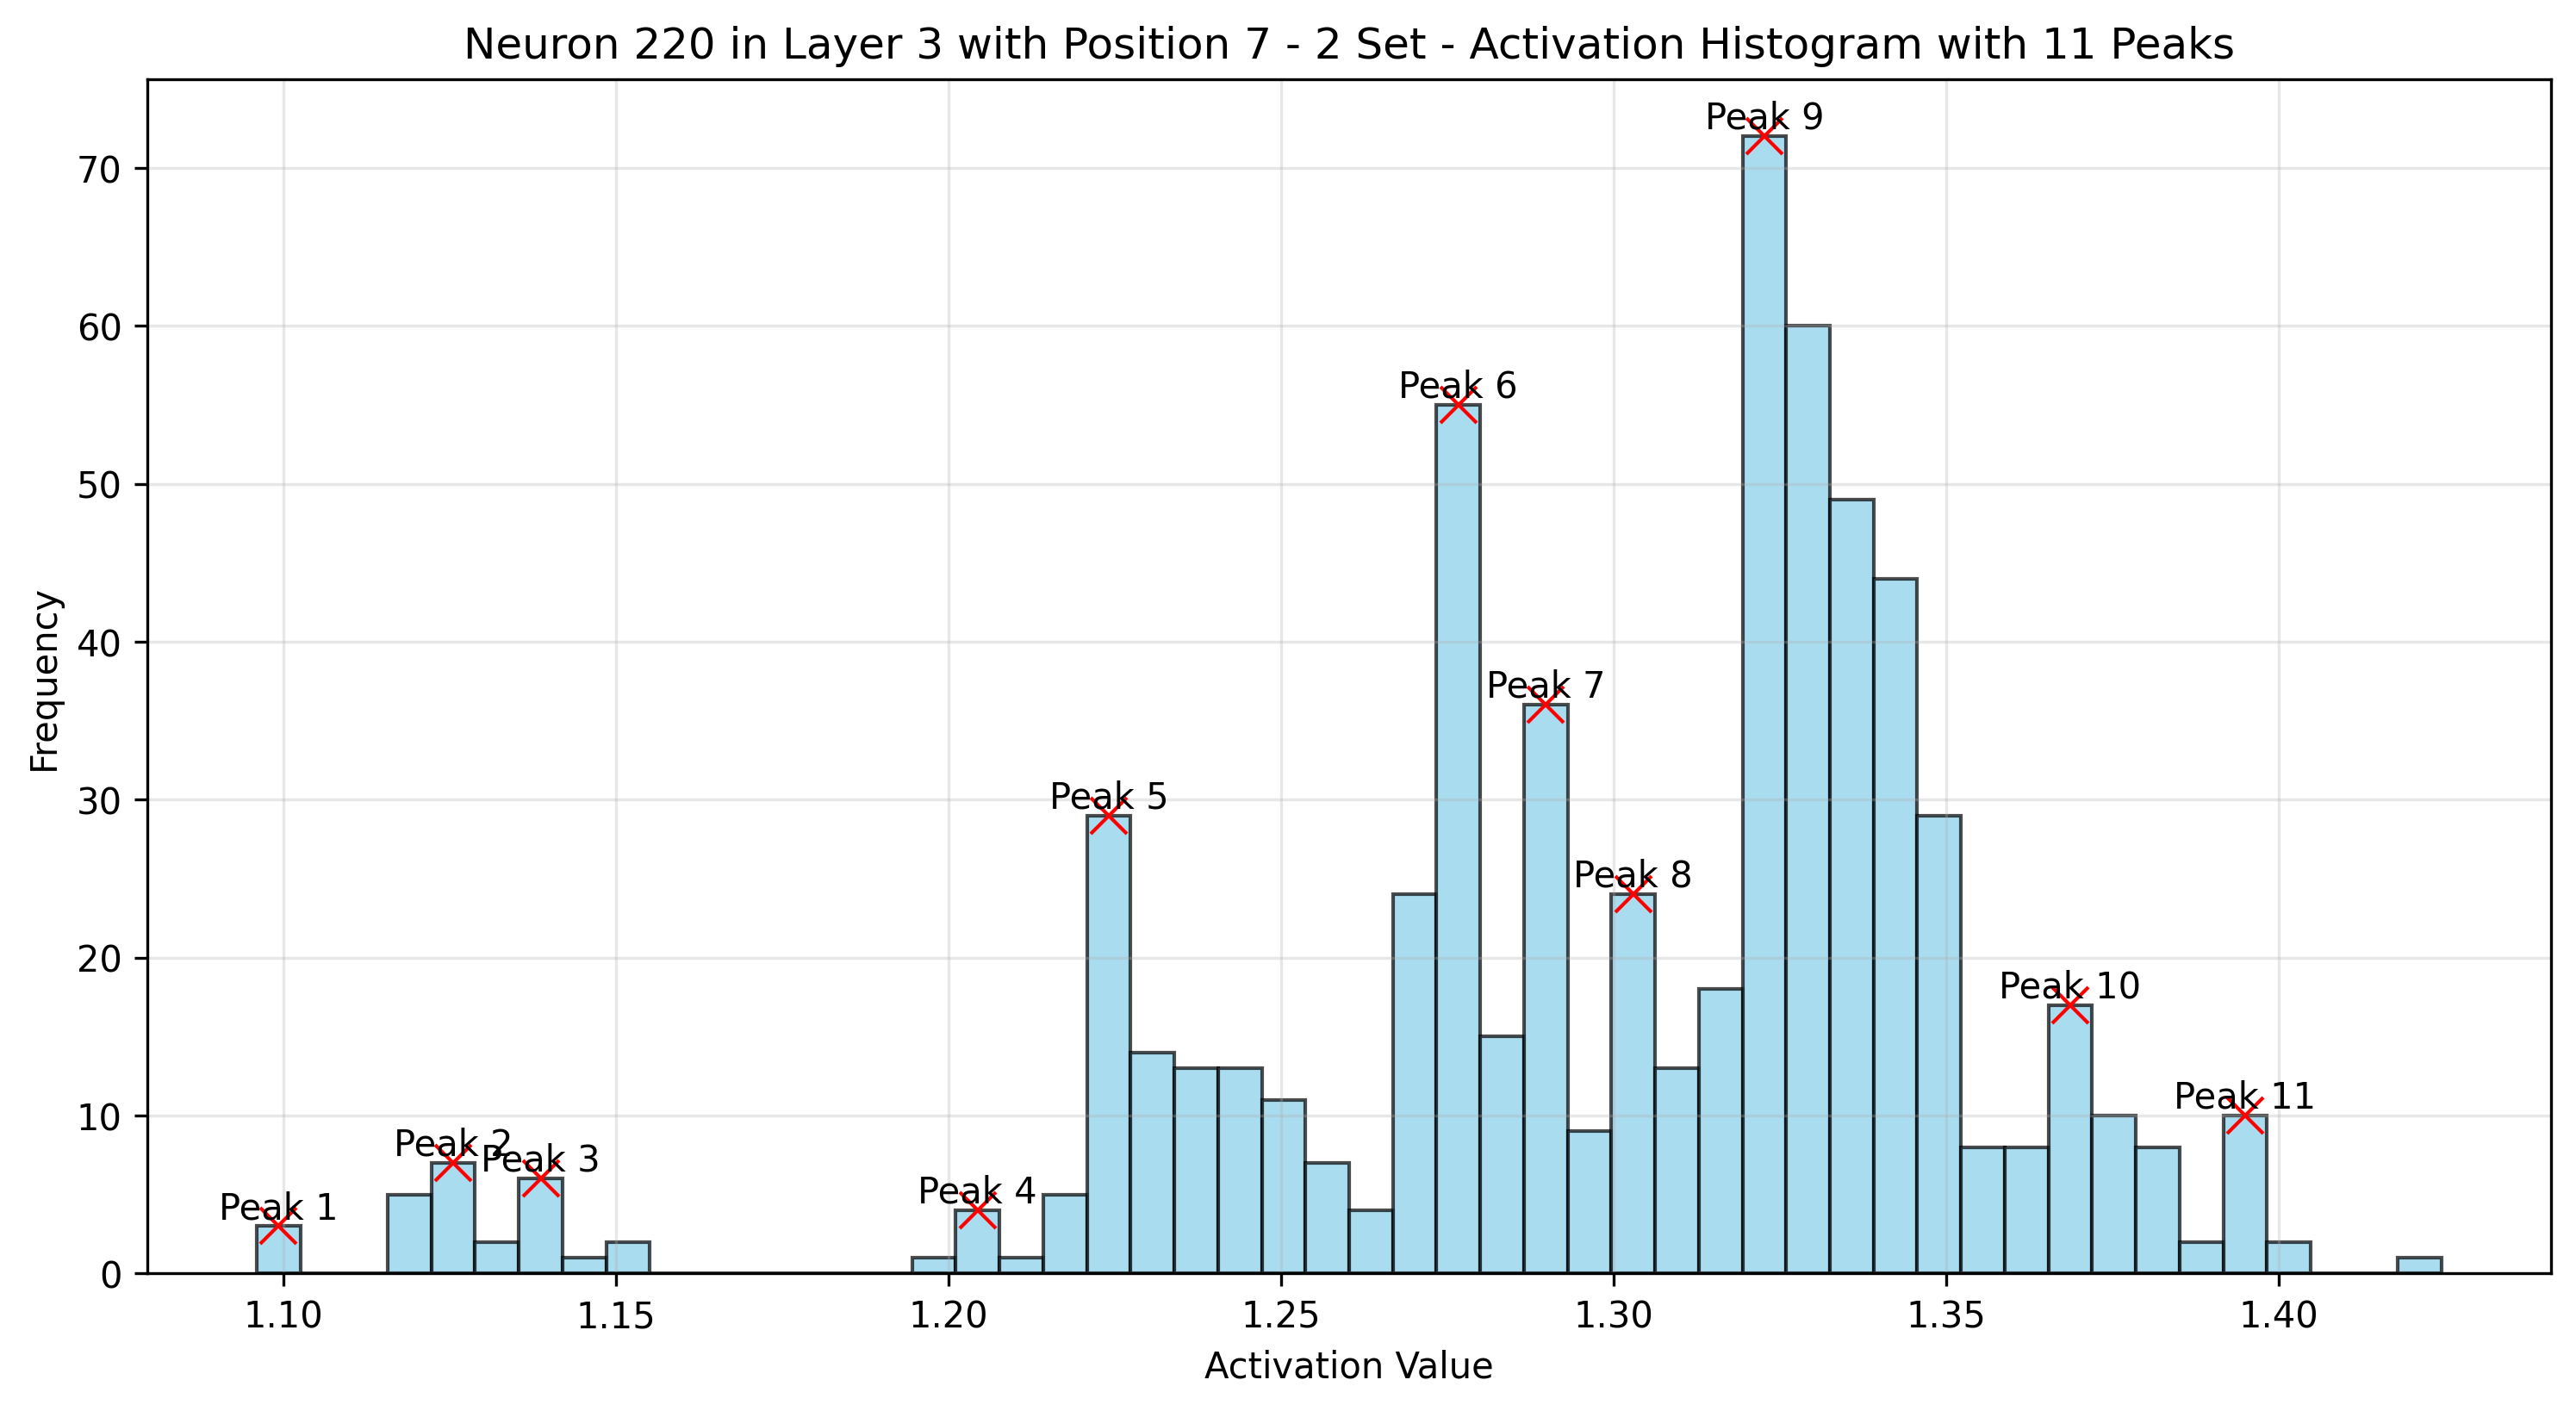 Neuron 220 in Layer 3 with Position 7 - 2 Set - Activation Histogram with 11 Peaks
Peak 9
70
60
Peak 6
50
40
Peak 7
Frequency
30
Peak 5
Peak 8
20
Peak 10
10
Peak 11
Peak 2
Peak 3
Peak 4
Peak 1
0
1.10 1.15 1.20 1.25 1.30 1.35 1.40
Activation Value